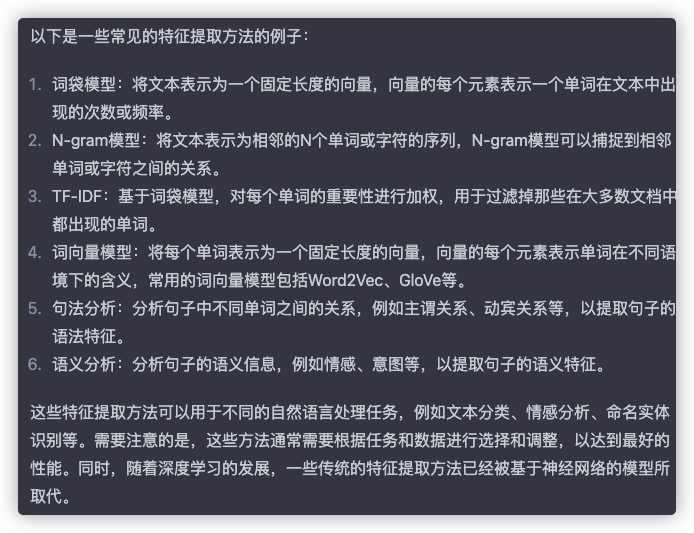 以下是一些常见的特征提取方法的例子：
1. 词袋模型：将文本表示为一个固定长度的向量，向量的每个元素表示一个单词在文本中出
现的次数或频率。
2. N-gram模型：将文本表示为相邻的N个单词或字符的序列，N-gram模型可以捕捉到相邻
单词或字符之间的关系。
3. TF-IDF：基于词袋模型，对每个单词的重要性进行加权，用于过滤掉那些在大多数文档中
都出现的单词。
4. 词向量模型：将每个单词表示为一个固定长度的向量，向量的每个元素表示单词在不同语
境下的含义，常用的词向量模型包括Word2Vec、GloVe等。
5. 句法分析：分析句子中不同单词之间的关系，例如主谓关系、动宾关系等，以提取句子的
语法特征。
6. 语义分析：分析句子的语义信息，例如情感、意图等，以提取句子的语义特征。
这些特征提取方法可以用于不同的自然语言处理任务，例如文本分类、情感分析、命名实体
识别等。需要注意的是，这些方法通常需要根据任务和数据进行选择和调整，以达到最好的
性能。同时，随着深度学习的发展，一些传统的特征提取方法已经被基于神经网络的模型所
取代。